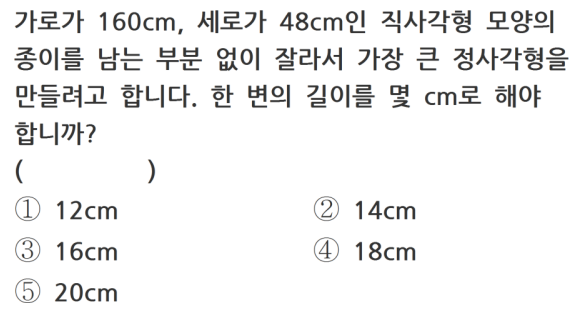 가로가 160cm, 세로가 48cm인 직사각형 모양의
종이를 남는 부분 없이 잘라서 가장 큰 정사각형을
만들려고 합니다. 한 변의 길이를 몇 cm로 해야
합니까?
(          )
① 12cm ② 14cm
③ 16cm ④ 18cm
⑤ 20cm